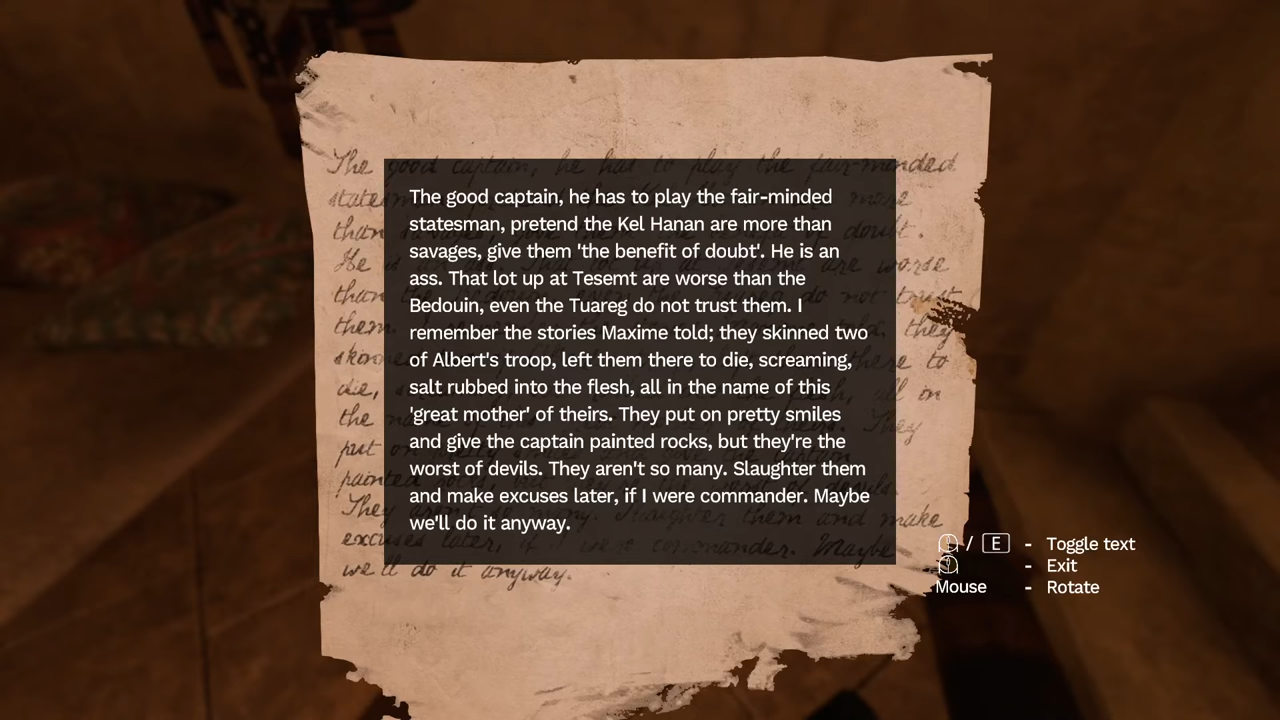 The good captain, he has to play the fair-minded
statesman, pretend the Kel Hanan are more than
savages, give them 'the benefit of doubt'. He is an
ass. That lot up at Tesemt are worse than the
Bedouin, even the Tuareg do not trust them. I
remember the stories Maxime told; they skinned two
of Albert's troop, left them there to die, screaming,
salt rubbed into the flesh, all in the name of this
'great mother' of theirs. They put on pretty smiles
and give the captain painted rocks, but they're the
worst of devils. They aren't so many. Slaughter them
and make excuses later, if I were commander. Maybe
we'll do it anyway.
/ E - Toggle text
- Exit
Mouse - Rotate